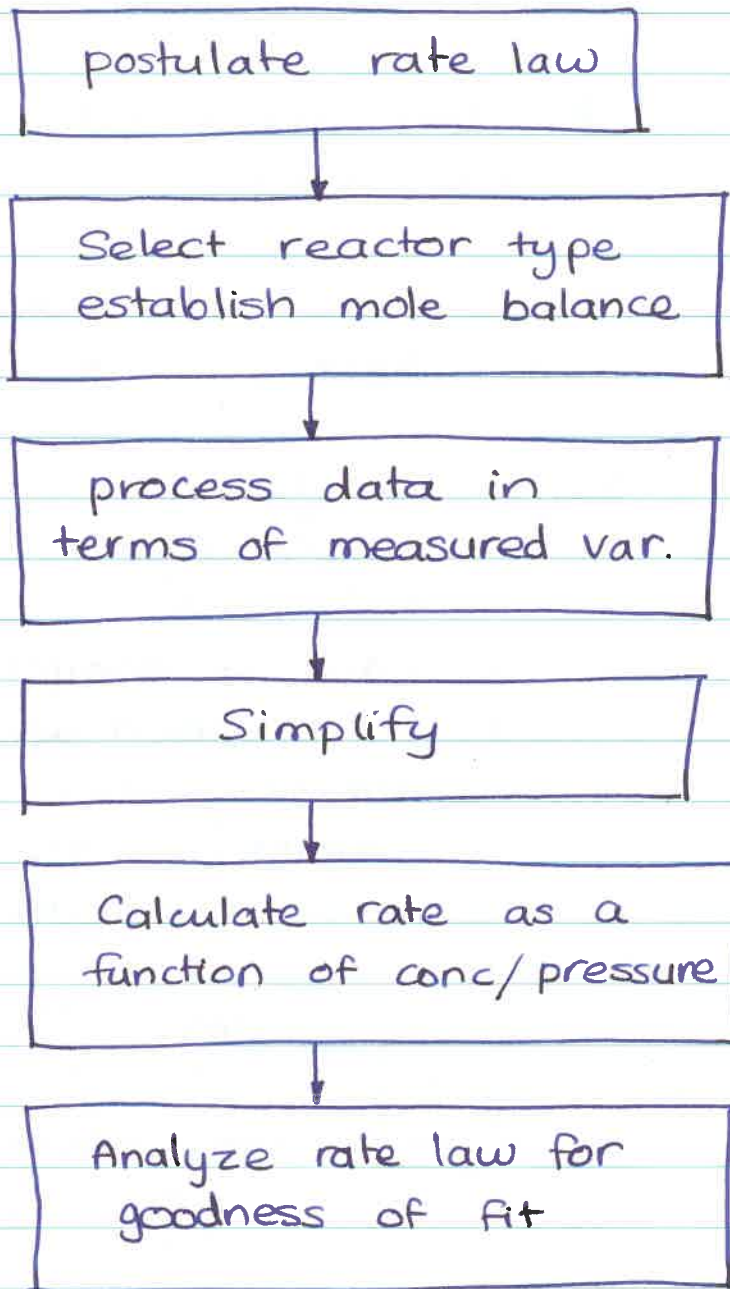 postulate rate law
Select reactor type
establish mole balance
process data in
terms of measured var.
Simplify
Calculate rate as a
function of conc/pressure
Analyze rate law for
goodness of fit